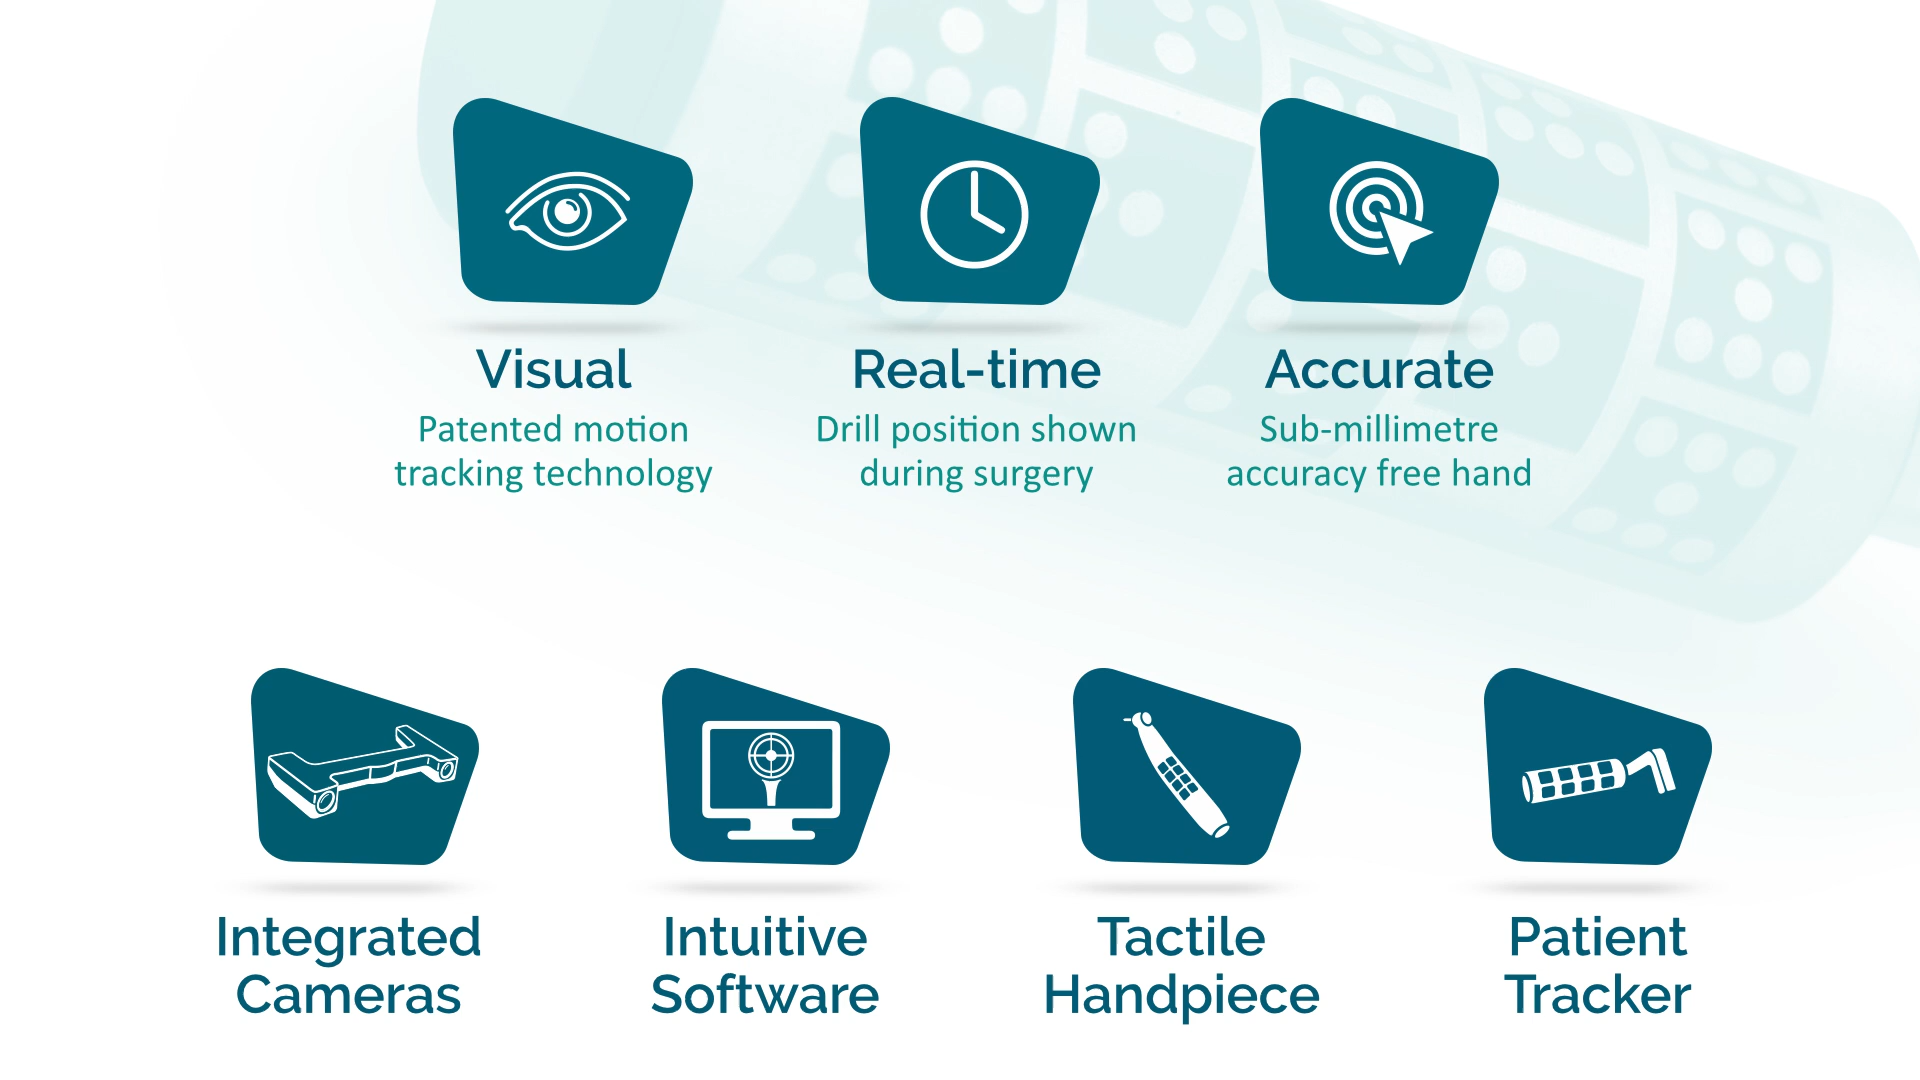 Visual
Patented motion
tracking technology
Real-time
Drill position shown
during surgery
Accurate
Sub-millimetre
accuracy free hand
Integrated
Cameras
Intuitive
Software
Tactile
Handpiece
Patient
Tracker